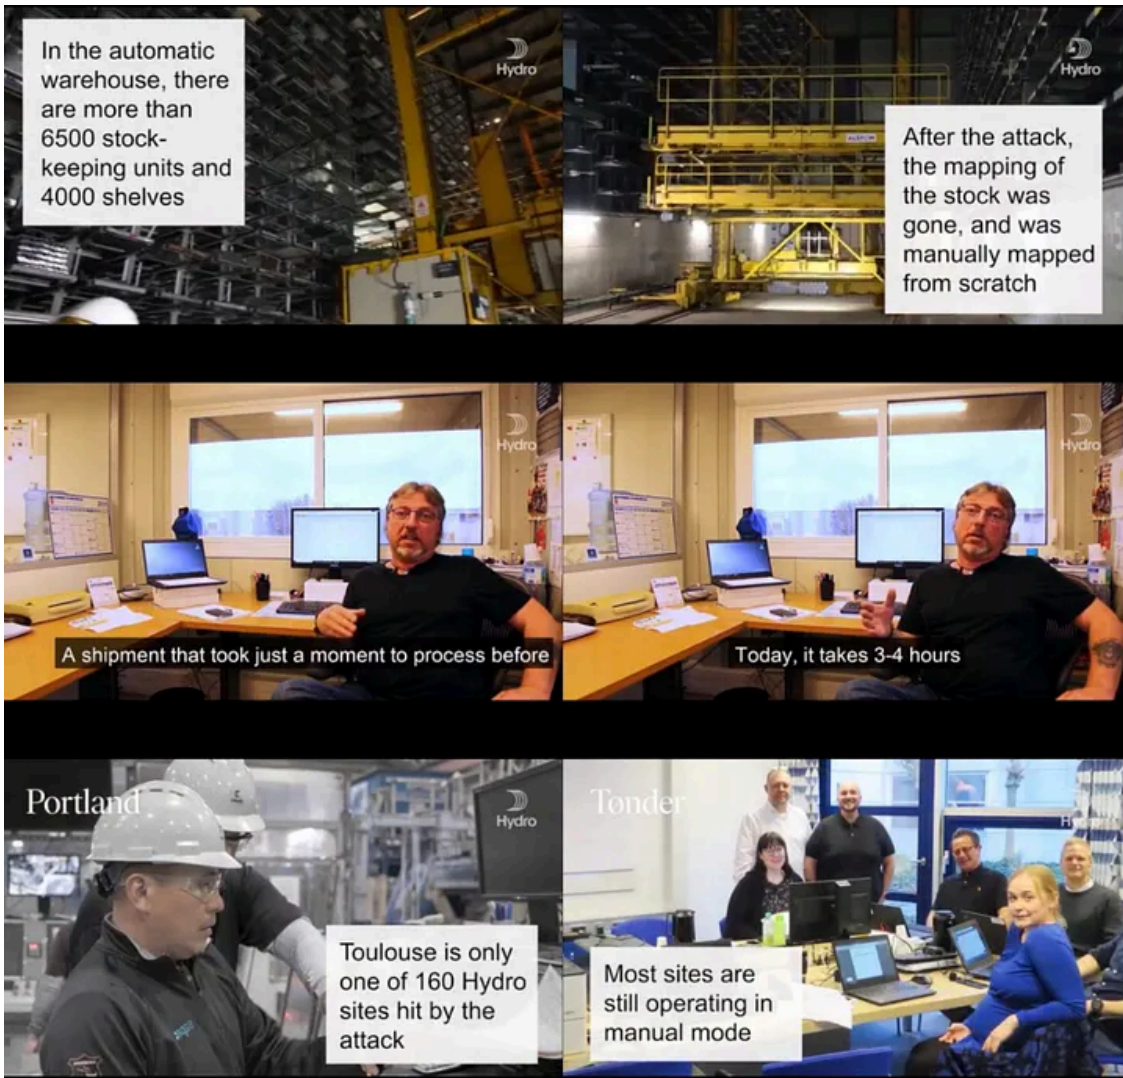 In the automatic
warehouse, there
are more than
6500 stock-
keeping units and
4000 shelves
Hydro
After the attack,
the mapping of
the stock was
gone, and was
manually mapped
from scratch
Hydro
A shipment that took just a moment to process before
Hydro
Today, it takes 3-4 hours
Hydro
Portland
Hydro
Toulouse is only
one of 160 Hydro
sites hit by the
attack
Tønder
Hydro
Most sites are
still operating in
manual mode